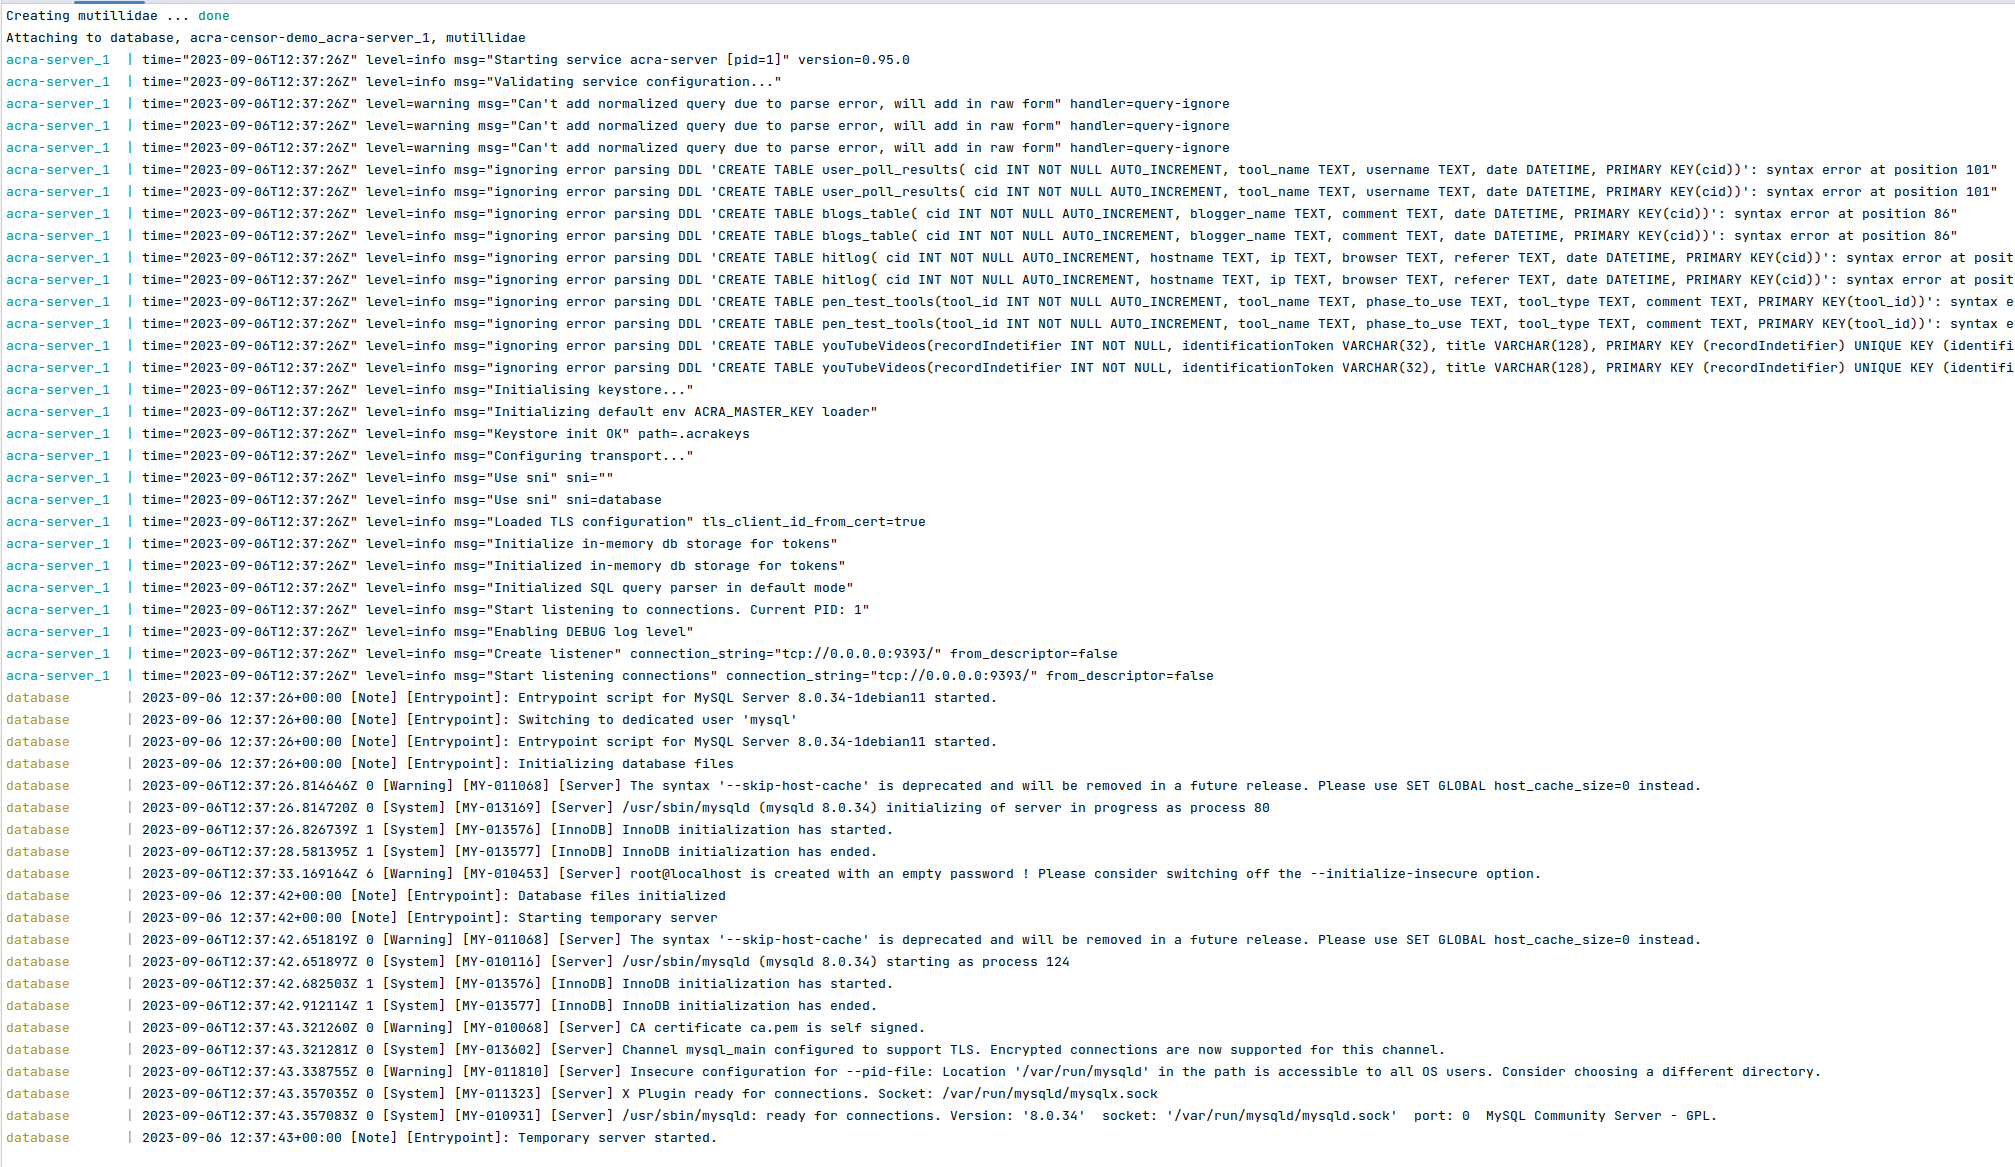 Creating mutillidae ... done
Attaching to database, acra-censor-demo_acra-server_1, mutillidae
acra-server_1  | time="2023-09-06T12:37:26Z" level=info msg="Starting service acra-server [pid=1]" version=0.95.0
acra-server_1  | time="2023-09-06T12:37:26Z" level=info msg="Validating service configuration..."
acra-server_1  | time="2023-09-06T12:37:26Z" level=warning msg="Can't add normalized query due to parse error, will add in raw form" handler=query-ignore
acra-server_1  | time="2023-09-06T12:37:26Z" level=warning msg="Can't add normalized query due to parse error, will add in raw form" handler=query-ignore
acra-server_1  | time="2023-09-06T12:37:26Z" level=warning msg="Can't add normalized query due to parse error, will add in raw form" handler=query-ignore
acra-server_1  | time="2023-09-06T12:37:26Z" level=info msg="ignoring error parsing DDL 'CREATE TABLE user_poll_results( cid INT NOT NULL AUTO_INCREMENT, tool_name TEXT, username TEXT, date DATETIME, PRIMARY KEY(cid))': syntax error at position 101"
acra-server_1  | time="2023-09-06T12:37:26Z" level=info msg="ignoring error parsing DDL 'CREATE TABLE user_poll_results( cid INT NOT NULL AUTO_INCREMENT, tool_name TEXT, username TEXT, date DATETIME, PRIMARY KEY(cid))': syntax error at position 101"
acra-server_1  | time="2023-09-06T12:37:26Z" level=info msg="ignoring error parsing DDL 'CREATE TABLE blogs_table( cid INT NOT NULL AUTO_INCREMENT, blogger_name TEXT, comment TEXT, date DATETIME, PRIMARY KEY(cid))': syntax error at position 86"
acra-server_1  | time="2023-09-06T12:37:26Z" level=info msg="ignoring error parsing DDL 'CREATE TABLE blogs_table( cid INT NOT NULL AUTO_INCREMENT, blogger_name TEXT, comment TEXT, date DATETIME, PRIMARY KEY(cid))': syntax error at position 86"
acra-server_1  | time="2023-09-06T12:37:26Z" level=info msg="ignoring error parsing DDL 'CREATE TABLE hitlog( cid INT NOT NULL AUTO_INCREMENT, hostname TEXT, ip TEXT, browser TEXT, referer TEXT, date DATETIME, PRIMARY KEY(cid))': syntax error at posit
acra-server_1  | time="2023-09-06T12:37:26Z" level=info msg="ignoring error parsing DDL 'CREATE TABLE hitlog( cid INT NOT NULL AUTO_INCREMENT, hostname TEXT, ip TEXT, browser TEXT, referer TEXT, date DATETIME, PRIMARY KEY(cid))': syntax error at posit
acra-server_1  | time="2023-09-06T12:37:26Z" level=info msg="ignoring error parsing DDL 'CREATE TABLE pen_test_tools(tool_id INT NOT NULL AUTO_INCREMENT, tool_name TEXT, phase_to_use TEXT, tool_type TEXT, comment TEXT, PRIMARY KEY(tool_id))': syntax e
acra-server_1  | time="2023-09-06T12:37:26Z" level=info msg="ignoring error parsing DDL 'CREATE TABLE pen_test_tools(tool_id INT NOT NULL AUTO_INCREMENT, tool_name TEXT, phase_to_use TEXT, tool_type TEXT, comment TEXT, PRIMARY KEY(tool_id))': syntax e
acra-server_1  | time="2023-09-06T12:37:26Z" level=info msg="ignoring error parsing DDL 'CREATE TABLE youTubeVideos(recordIndetifier INT NOT NULL, identificationToken VARCHAR(32), title VARCHAR(128), PRIMARY KEY (recordIndetifier) UNIQUE KEY (identifi
acra-server_1  | time="2023-09-06T12:37:26Z" level=info msg="ignoring error parsing DDL 'CREATE TABLE youTubeVideos(recordIndetifier INT NOT NULL, identificationToken VARCHAR(32), title VARCHAR(128), PRIMARY KEY (recordIndetifier) UNIQUE KEY (identifi
acra-server_1  | time="2023-09-06T12:37:26Z" level=info msg="Initialising keystore..."
acra-server_1  | time="2023-09-06T12:37:26Z" level=info msg="Initializing default env ACRA_MASTER_KEY loader"
acra-server_1  | time="2023-09-06T12:37:26Z" level=info msg="Keystore init OK" path=.acrakeys
acra-server_1  | time="2023-09-06T12:37:26Z" level=info msg="Configuring transport..."
acra-server_1  | time="2023-09-06T12:37:26Z" level=info msg="Use sni" sni=""
acra-server_1  | time="2023-09-06T12:37:26Z" level=info msg="Use sni" sni=database
acra-server_1  | time="2023-09-06T12:37:26Z" level=info msg="Loaded TLS configuration" tls_client_id_from_cert=true
acra-server_1  | time="2023-09-06T12:37:26Z" level=info msg="Initialize in-memory db storage for tokens"
acra-server_1  | time="2023-09-06T12:37:26Z" level=info msg="Initialized in-memory db storage for tokens"
acra-server_1  | time="2023-09-06T12:37:26Z" level=info msg="Initialized SQL query parser in default mode"
acra-server_1  | time="2023-09-06T12:37:26Z" level=info msg="Start listening to connections. Current PID: 1"
acra-server_1  | time="2023-09-06T12:37:26Z" level=info msg="Enabling DEBUG log level"
acra-server_1  | time="2023-09-06T12:37:26Z" level=info msg="Create listener" connection_string="tcp://0.0.0.0:9393/" from_descriptor=false
acra-server_1  | time="2023-09-06T12:37:26Z" level=info msg="Start listening connections" connection_string="tcp://0.0.0.0:9393/" from_descriptor=false
database       | 2023-09-06 12:37:26+00:00 [Note] [Entrypoint]: Entrypoint script for MySQL Server 8.0.34-1debian11 started.
database       | 2023-09-06 12:37:26+00:00 [Note] [Entrypoint]: Switching to dedicated user 'mysql'
database       | 2023-09-06 12:37:26+00:00 [Note] [Entrypoint]: Entrypoint script for MySQL Server 8.0.34-1debian11 started.
database       | 2023-09-06 12:37:26+00:00 [Note] [Entrypoint]: Initializing database files
database       | 2023-09-06T12:37:26.814646Z 0 [Warning] [MY-011068] [Server] The syntax '--skip-host-cache' is deprecated and will be removed in a future release. Please use SET GLOBAL host_cache_size=0 instead.
database       | 2023-09-06T12:37:26.814720Z 0 [System] [MY-013169] [Server] /usr/sbin/mysqld (mysqld 8.0.34) initializing of server in progress as process 80
database       | 2023-09-06T12:37:26.826739Z 1 [System] [MY-013576] [InnoDB] InnoDB initialization has started.
database       | 2023-09-06T12:37:28.581395Z 1 [System] [MY-013577] [InnoDB] InnoDB initialization has ended.
database       | 2023-09-06T12:37:33.169164Z 6 [Warning] [MY-010453] [Server] root@localhost is created with an empty password ! Please consider switching off the --initialize-insecure option.
database       | 2023-09-06 12:37:42+00:00 [Note] [Entrypoint]: Database files initialized
database       | 2023-09-06 12:37:42+00:00 [Note] [Entrypoint]: Starting temporary server
database       | 2023-09-06T12:37:42.651819Z 0 [Warning] [MY-011068] [Server] The syntax '--skip-host-cache' is deprecated and will be removed in a future release. Please use SET GLOBAL host_cache_size=0 instead.
database       | 2023-09-06T12:37:42.651897Z 0 [System] [MY-010116] [Server] /usr/sbin/mysqld (mysqld 8.0.34) starting as process 124
database       | 2023-09-06T12:37:42.682503Z 1 [System] [MY-013576] [InnoDB] InnoDB initialization has started.
database       | 2023-09-06T12:37:42.912114Z 1 [System] [MY-013577] [InnoDB] InnoDB initialization has ended.
database       | 2023-09-06T12:37:43.321260Z 0 [Warning] [MY-010068] [Server] CA certificate ca.pem is self signed.
database       | 2023-09-06T12:37:43.321281Z 0 [System] [MY-013602] [Server] Channel mysql_main configured to support TLS. Encrypted connections are now supported for this channel.
database       | 2023-09-06T12:37:43.338755Z 0 [Warning] [MY-011810] [Server] Insecure configuration for --pid-file: Location '/var/run/mysqld' in the path is accessible to all OS users. Consider choosing a different directory.
database       | 2023-09-06T12:37:43.357035Z 0 [System] [MY-011323] [Server] X Plugin ready for connections. Socket: /var/run/mysqld/mysqlx.sock
database       | 2023-09-06T12:37:43.357083Z 0 [System] [MY-010931] [Server] /usr/sbin/mysqld: ready for connections. Version: '8.0.34'  socket: '/var/run/mysqld/mysqld.sock'  port: 0  MySQL Community Server - GPL.
database       | 2023-09-06 12:37:43+00:00 [Note] [Entrypoint]: Temporary server started.